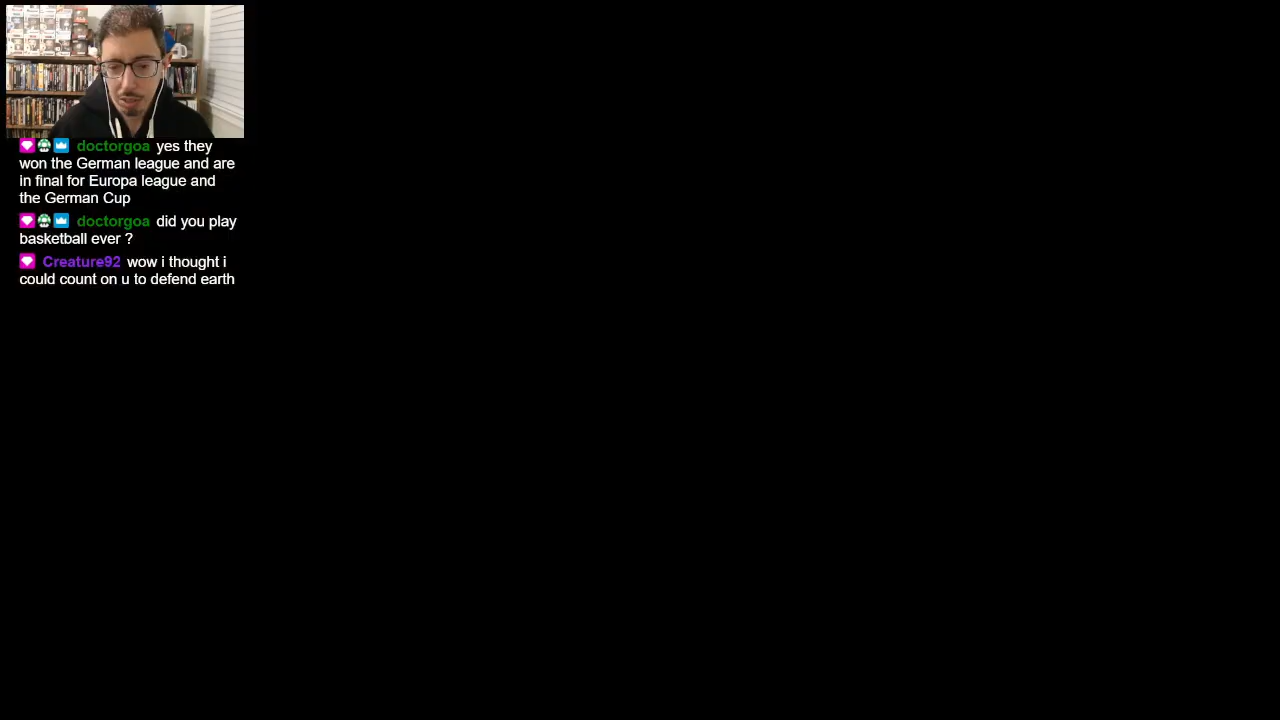 doctorgoa yes they
won the German league and are
in final for Europa league and
the German Cup
doctorgoa did you play
basketball ever ?
Creature92 wow i thought i
could count on u to defend earth